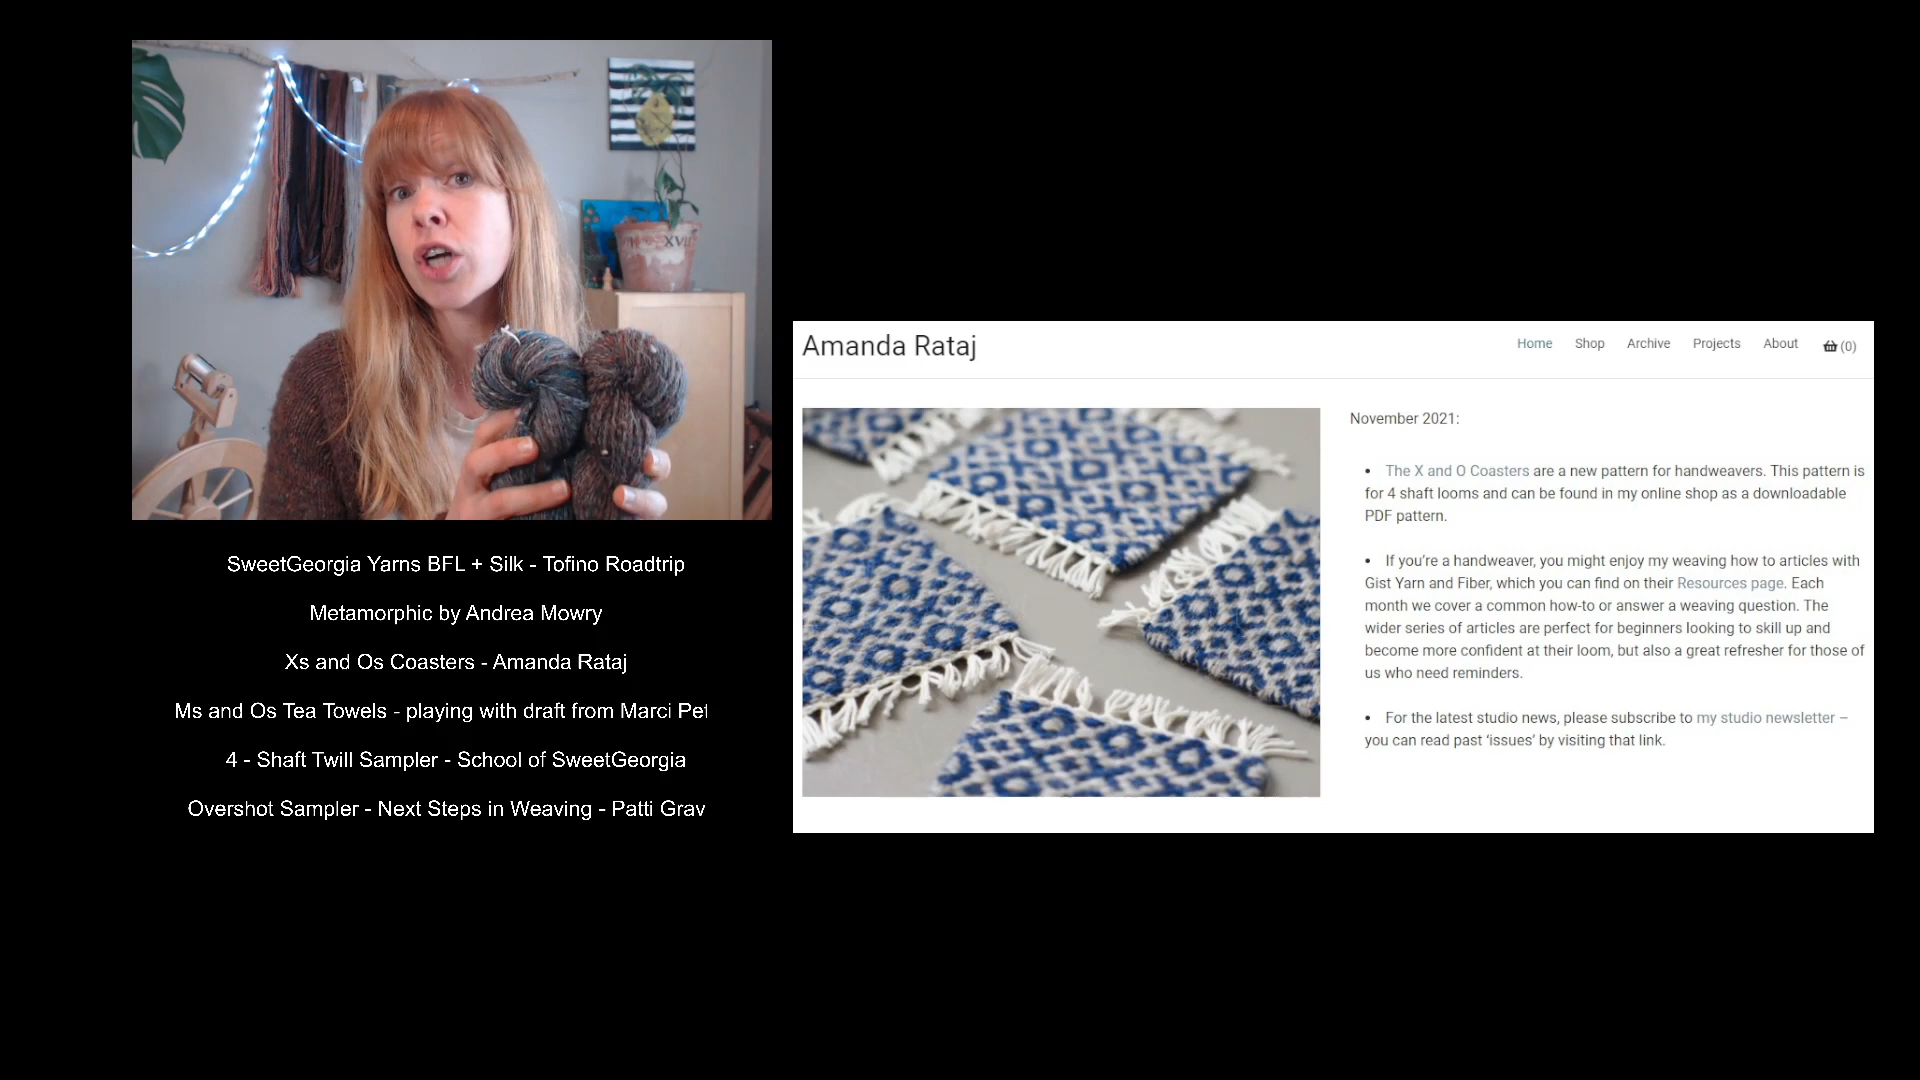 XVII
SweetGeorgia Yarns BFL + Silk - Tofino Roadtrip
Metamorphic by Andrea Mowry
Xs and Os Coasters - Amanda Rataj
Ms and Os Tea Towels - playing with draft from Marci
4 - Shaft Twill Sampler - School of SweetGeorgia
Overshot Sampler - Next Steps in Weaving - Patti
Amanda Rataj
Home Shop Archive Projects About (0)
November 2021:
• The X and O Coasters are a new pattern for handweavers. This pattern is
for 4 shaft looms and can be found in my online shop as a downloadable
PDF pattern.
• If you’re a handweaver, you might enjoy my weaving how to articles with
Gist Yarn and Fiber, which you can find on their Resources page. Each
month we cover a common how-to or answer a weaving question. The
wider series of articles are perfect for beginners looking to skill up and
become more confident at their loom, but also a great refresher for those of
us who need reminders.
• For the latest studio news, please subscribe to my studio newsletter –
you can read past ‘issues’ by visiting that link.